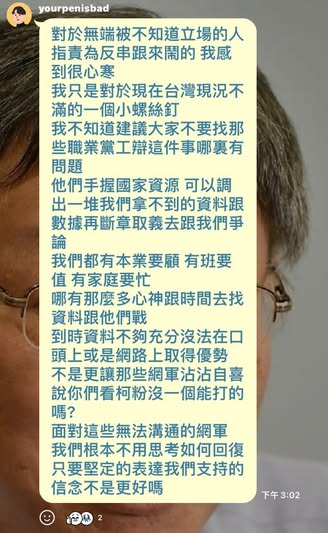 yourpenisbad
對於無端被不知道立場的人
指責為反串跟來鬧的 我感
到很心寒
我只是對於現在台灣現況不
滿的一個小螺絲釘
我不知道建議大家不要找那
些職業黨工辯這件事哪裏有
問題
他們手握國家資源 可以調
出一堆我們拿不到的資料跟
數據再斷章取義去跟我們爭
論
我們都有本業要顧 有班要
值 有家庭要忙
哪有那麼多心神跟時間去找
資料跟他們戰
到時資料不夠充分沒法在口
頭上或是網路上取得優勢
不是更讓那些網軍沾沾自喜
說你們看柯粉沒一個能打的
嗎?
面對這些無法溝通的網軍
我們根本不用思考如何回復
只要堅定的表達我們支持的
信念不是更好嗎
下午 3:02
2